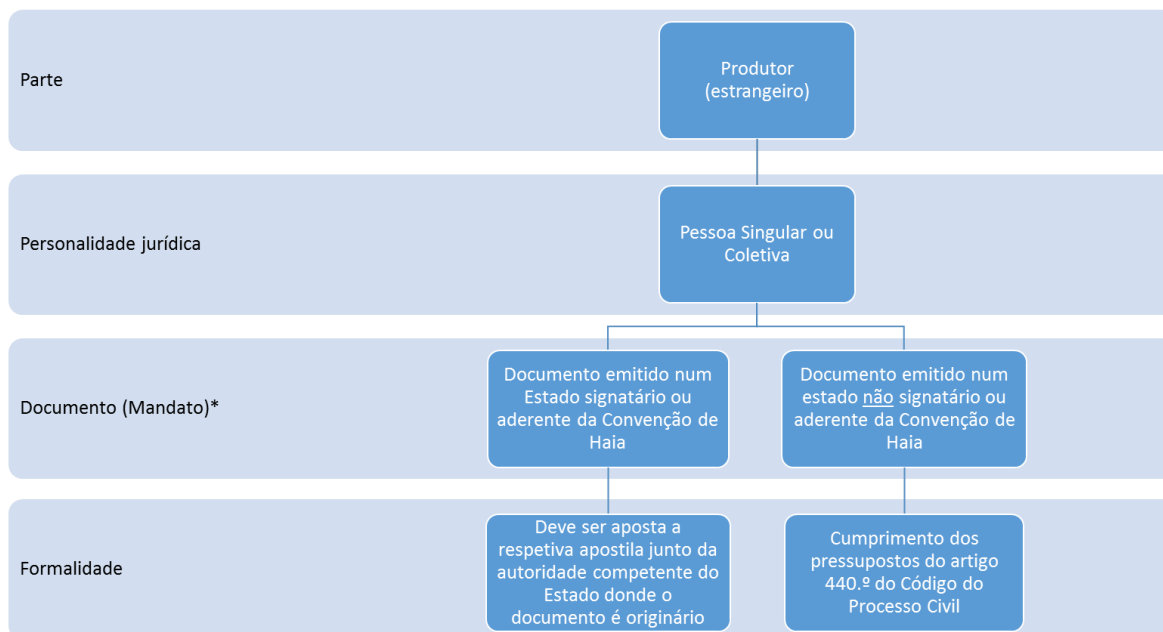 Parte
Produtor
(estrangeiro)
Personalidade jurídica
Pessoa Singular ou
Coletiva
Documento (Mandato)*
Documento emitido num
Estado signatário ou
aderente da Convenção de
Haia
Documento emitido num
estado não signatário ou
aderente da Convenção de
Haia
Formalidade
Deve ser aposta a
respetiva apostila junto da
autoridade competente do
Estado donde o
documento é originário
Cumprimento dos
pressupostos do artigo
440.º do Código do
Processo Civil